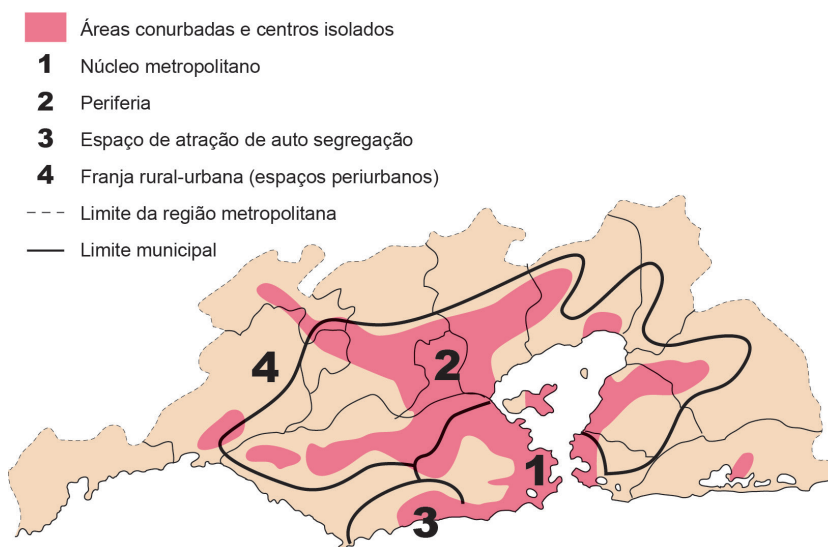 Áreas conurbadas e centros isolados
1 Núcleo metropolitano
2 Periferia
3 Espaço de atração de auto segregação
4 Franja rural-urbana (espaços periurbanos)
Limite da região metropolitana
Limite municipal
4
2
1
3